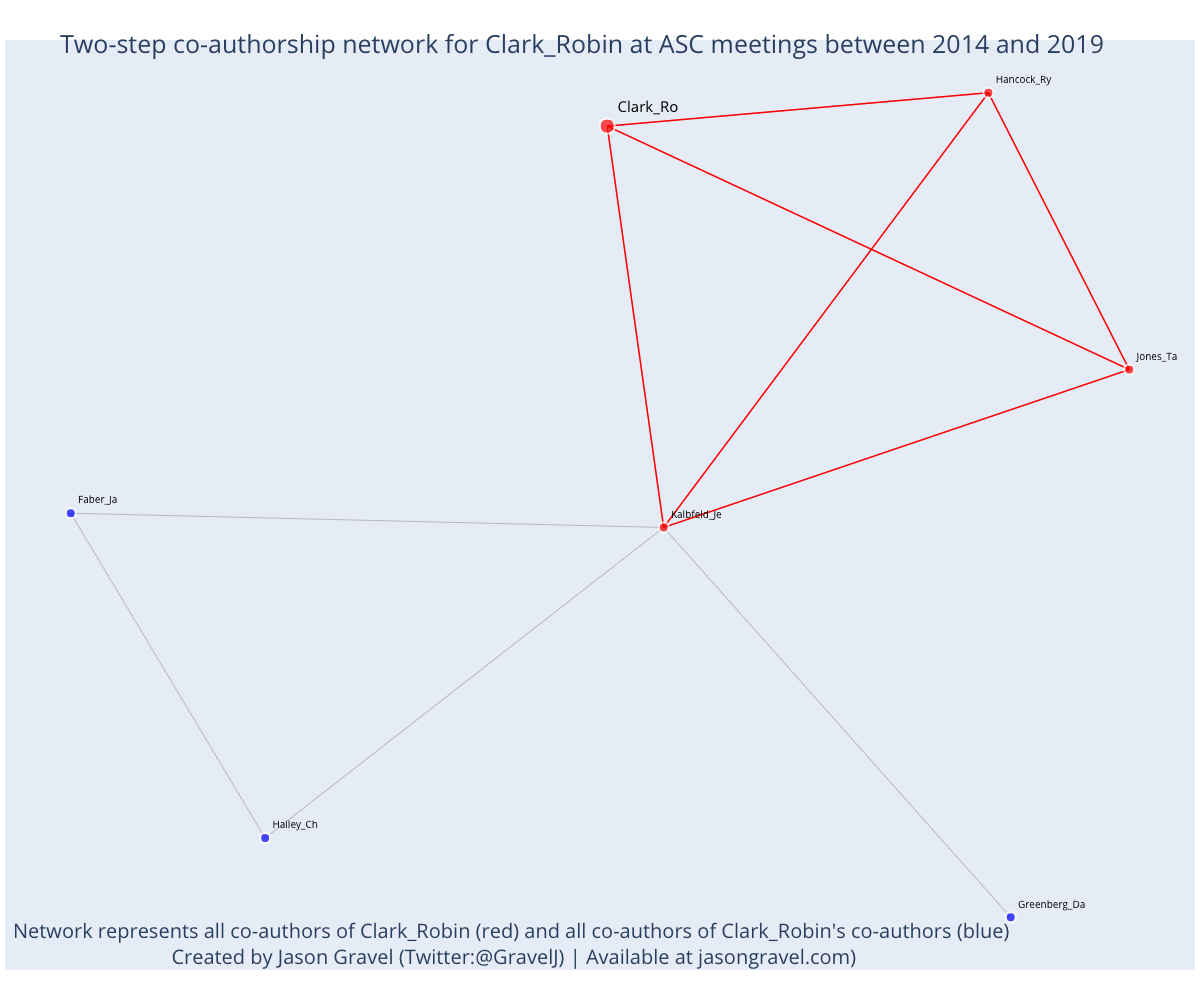 Two-step co-authorship network for Clark_Robin at ASC meetings between 2014 and 2019
Hancock_Ry
Clark_Ro
Jones_Ta
Faber_Ja
Kalbfeld_Je
Hailey_Ch
Greenberg_Da
Network represents all co-authors of Clark_Robin (red) and all co-authors of Clark_Robin's co-authors (blue)
Created by Jason Gravel (Twitter:@GravelJ) | Available at jasongravel.com)